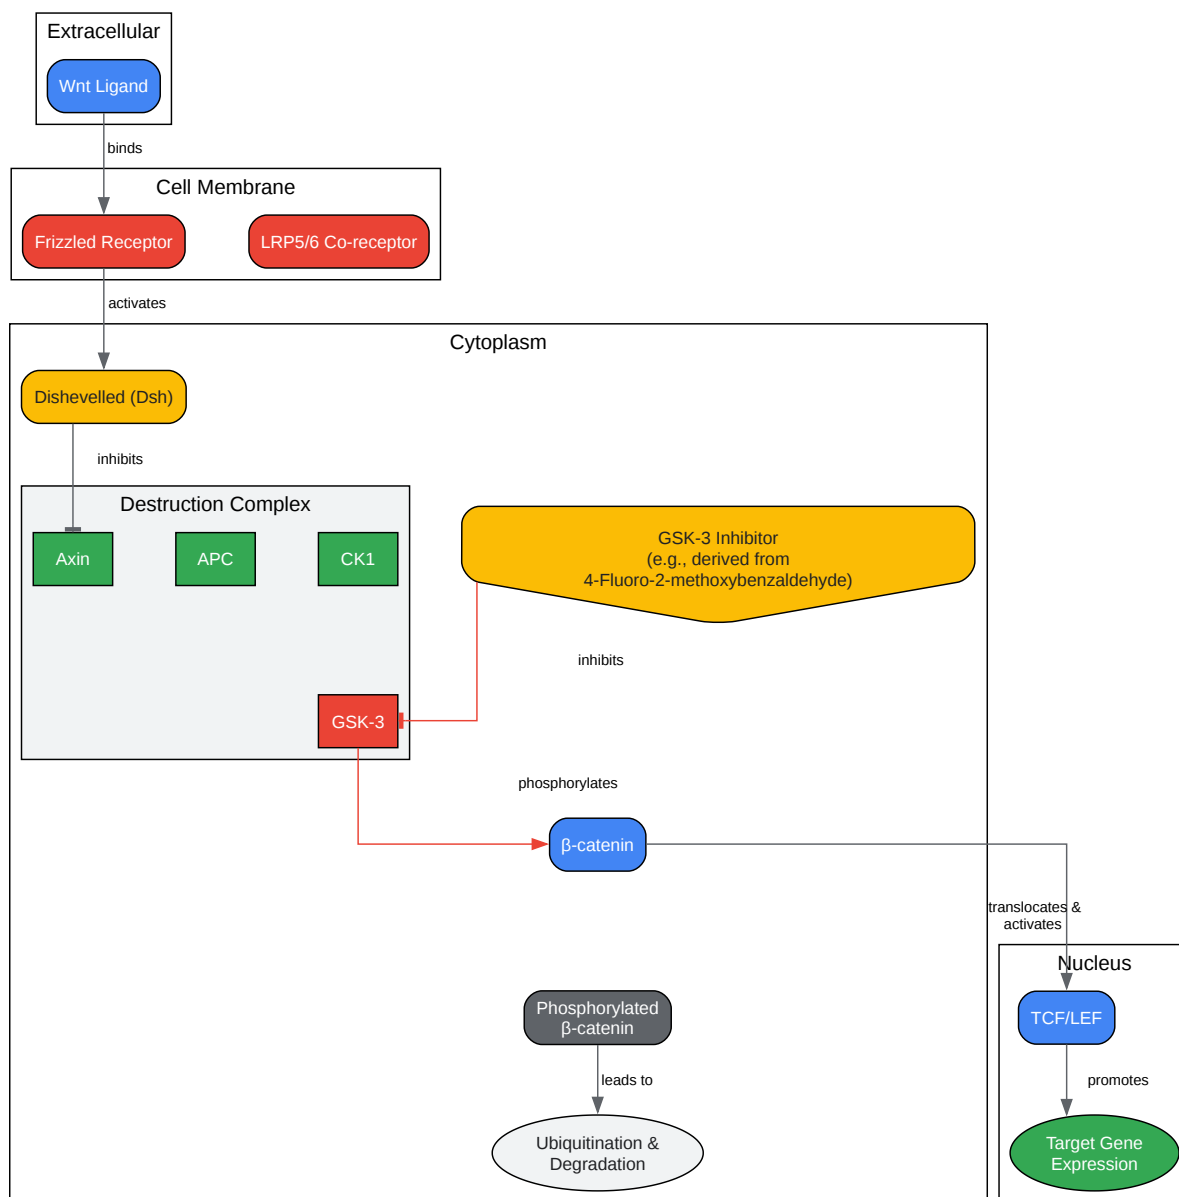 Extracellular
Wnt Ligand
binds
Cell Membrane
Frizzled Receptor
LRP5/6 Co-receptor
activates
Cytoplasm
Dishevelled (Dsh)
inhibits
Destruction Complex
Axin
APC
CK1
GSK-3 Inhibitor
(e.g., derived from
4-Fluoro-2-methoxybenzaldehyde)
inhibits
GSK-3
phosphorylates
β-catenin
translocates &
activates
Nucleus
Phosphorylated
β-catenin
TCF/LEF
leads to
promotes
Ubiquitination &
Degradation
Target Gene
Expression